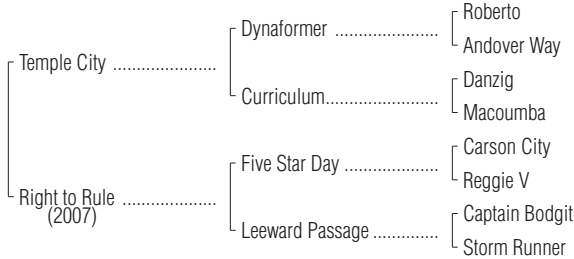 Roberto
Dynaformer ........................
Andover Way
Temple City ........................
Danzig
Curriculum..........................
Macoumba
Carson City
Five Star Day ......................
Reggie V
Right to Rule ......................
(2007)
Captain Bodgit
Leeward Passage ...............
Storm Runner